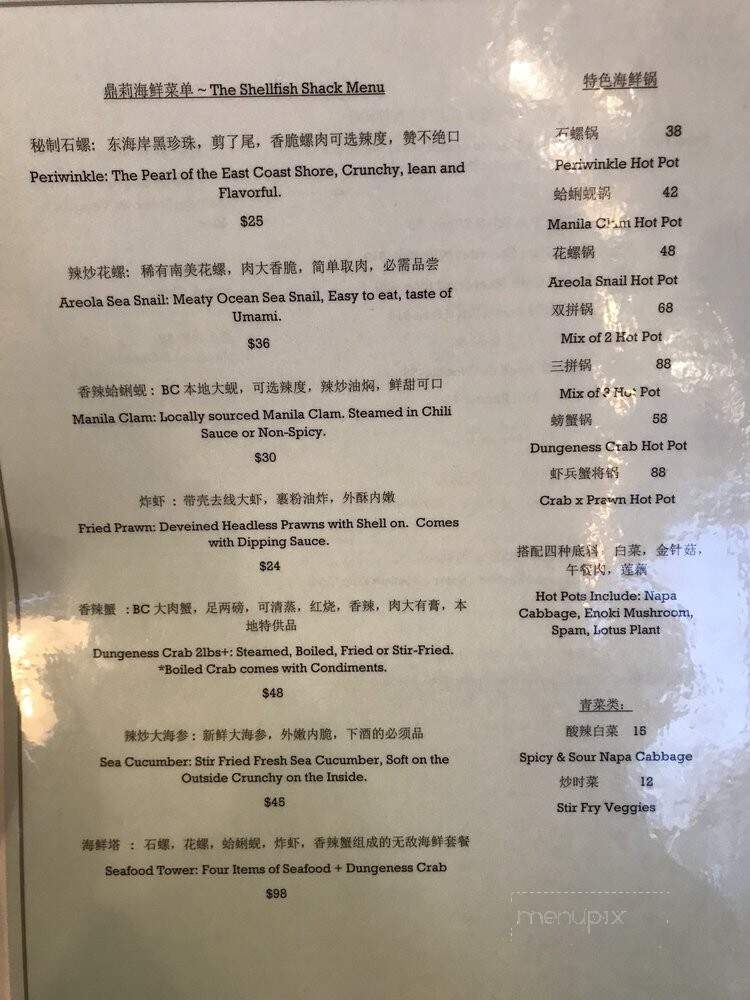 鼎莉海鲜菜单 ~ The Shellfish Shack Menu
秘制石螺: 东海岸黑珍珠，剪了尾，香脆螺肉可选辣度，赞不绝口
Periwinkle: The Pearl of the East Coast Shore, Crunchy, lean and
Flavorful.
$25
辣炒花螺: 稀有南美花螺，肉大香脆，简单取肉，必需品尝
Areola Sea Snail: Meaty Ocean Sea Snail, Easy to eat, taste of
Umami.
$36
香辣蛤蜊蚬: BC 本地大蚬，可选辣度，辣炒油焖，鲜甜可口
Manila Clam: Locally sourced Manila Clam. Steamed in Chili
Sauce or Non-Spicy.
$30
炸虾 : 带壳去线大虾，裹粉油炸，外酥内嫩
Fried Prawn: Deveined Headless Prawns with Shell on. Comes
with Dipping Sauce.
$24
香辣蟹 :BC 大肉蟹，足两磅，可清蒸，红烧，香辣，肉大有膏，本
地特供品
Dungeness Crab 2lbs+: Steamed, Boiled, Fried or Stir-Fried.
*Boiled Crab comes with Condiments.
$48
辣炒大海参: 新鲜大海参，外嫩内脆，下酒的必须品
Sea Cucumber: Stir Fried Fresh Sea Cucumber, Soft on the
Outside Crunchy on the Inside.
$45
海鲜塔 : 石螺，花螺，蛤蜊蚬，炸虾，香辣蟹组成的无敌海鲜套餐
Seafood Tower: Four Items of Seafood + Dungeness Crab
$98
特色海鲜锅
石螺锅 38
Periwinkle Hot Pot
蛤蜊蚬锅 42
Manila Clam Hot Pot
花螺锅 48
Areola Snail Hot Pot
双拼锅 68
Mix of 2 Hot Pot
三拼锅 88
Mix of 3 Hot Pot
螃蟹锅 58
Dungeness Crab Hot Pot
虾兵蟹将锅 88
Crab x Prawn Hot Pot
搭配四种底料，白菜，金针菇，
午餐肉，莲藕
Hot Pots Include: Napa
Cabbage, Enoki Mushroom,
Spam, Lotus Plant
青菜类:
酸辣白菜 15
Spicy & Sour Napa Cabbage
炒时菜 12
Stir Fry Veggies
menupix